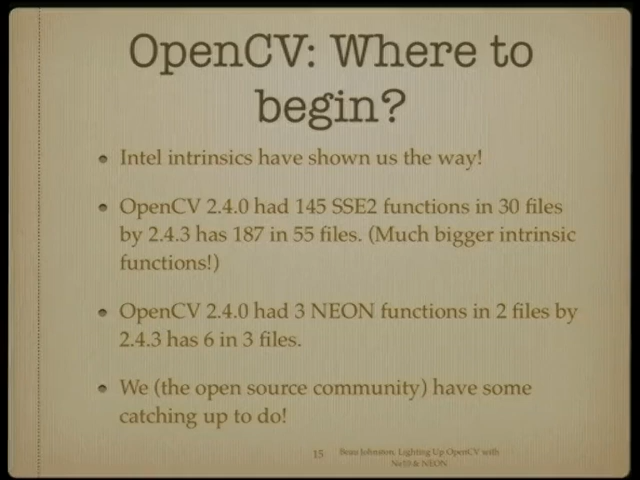 OpenCV: Where to
begin?
Intel intrinsics have shown us the way!
OpenCV 2.4.0 had 145 SSE2 functions in 30 files
by 2.4.3 has 187 in 55 files. (Much bigger intrinsic
functions!)
OpenCV 2.4.0 had 3 NEON functions in 2 files by
2.4.3 has 6 in 3 files.
We (the open source community) have some
catching up to do!
15
Beau Johnston, Lighting Up OpenCV with
Ne10 & NEON